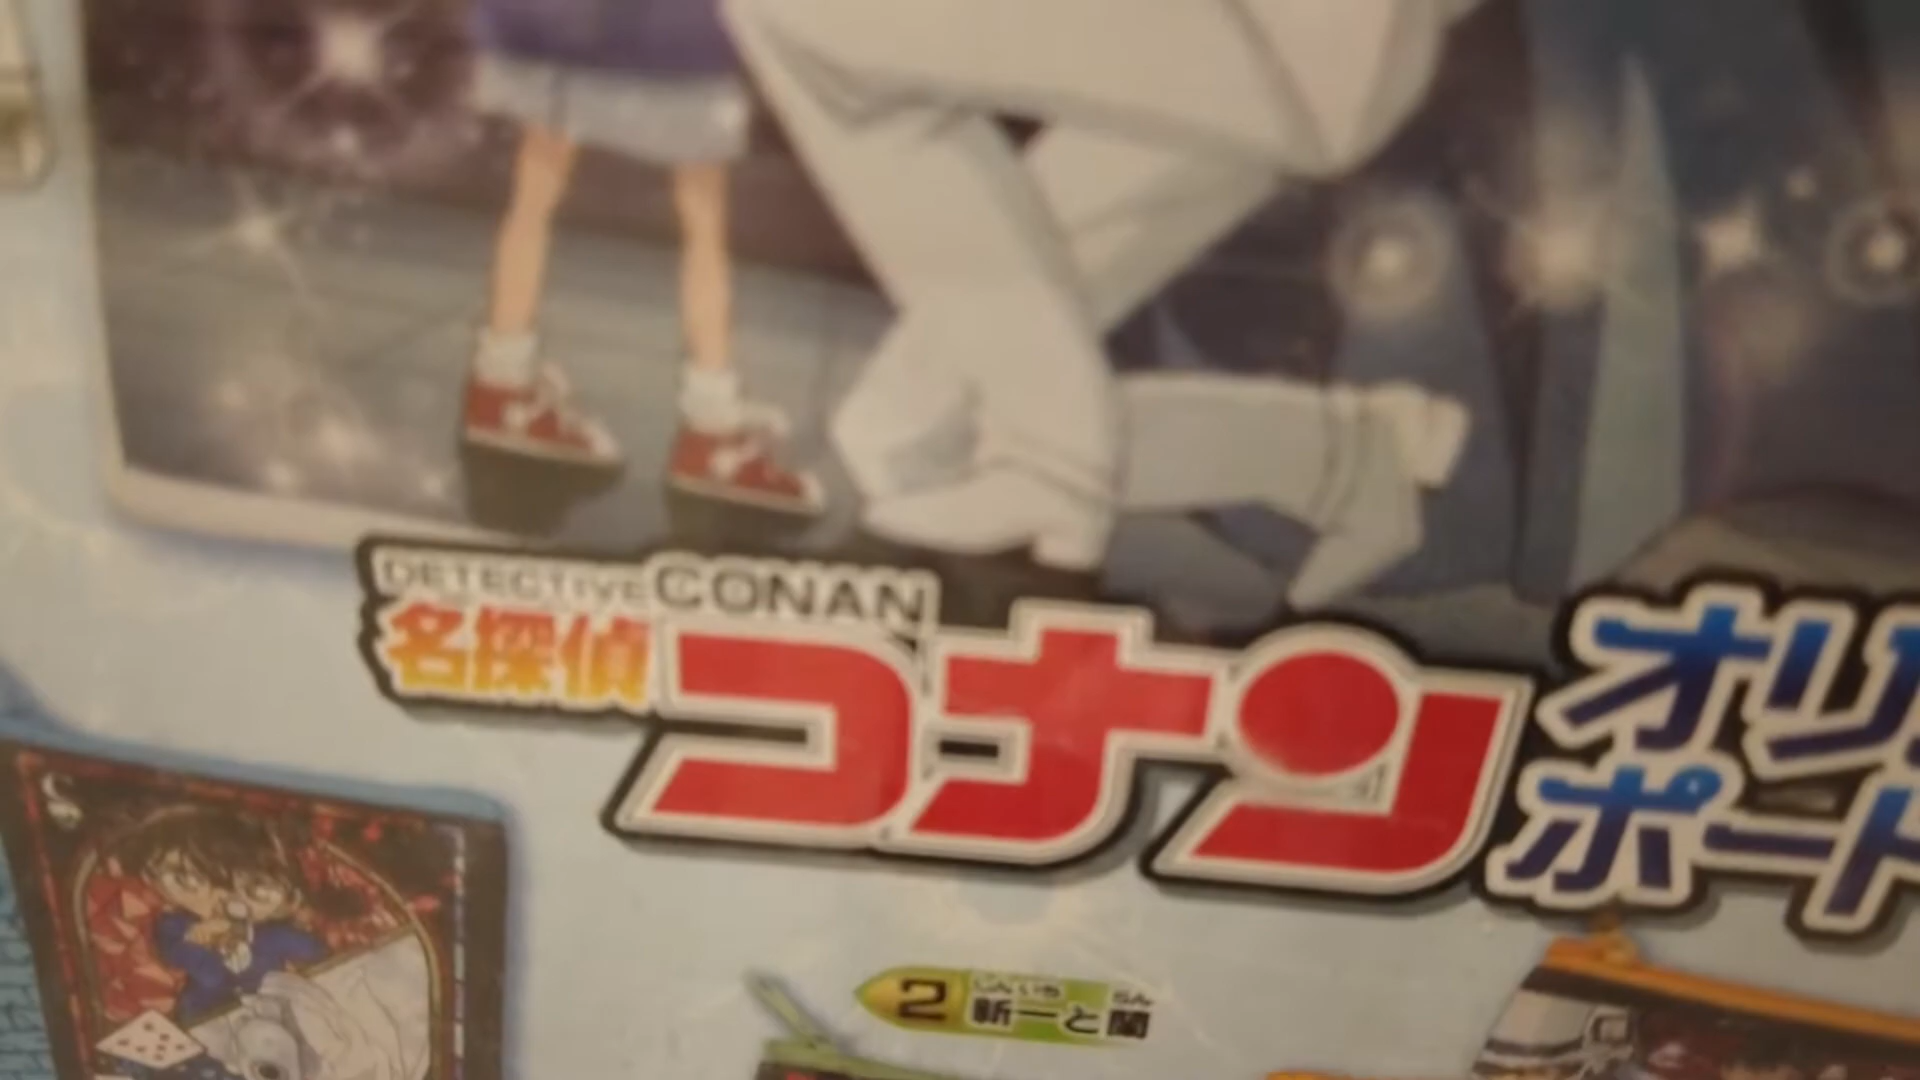 DETECTIVE CONAN
名探偵コナン
オリ
ポート
2 新一と蘭
しんいち らん